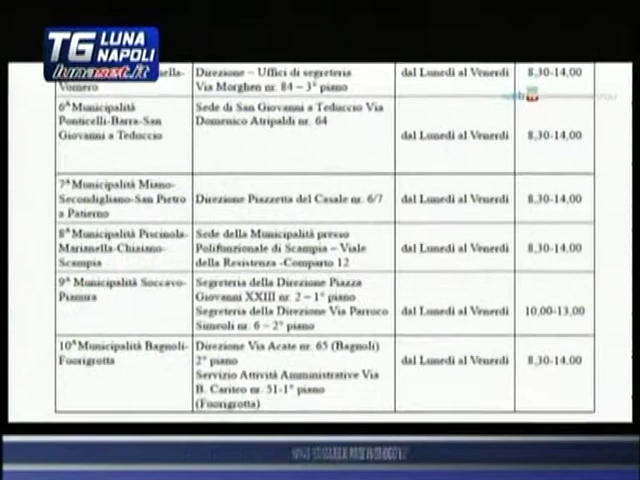 TG LUNA
NAPOLI
lunaset.it
Vomero
Direzione – Uffici di segreteria
Via Morghen nr. 84 – 3° piano
dal Lunedì al Venerdì
8,30-14,00
6^ Municipalità
Ponticelli-Barra-San
Giovanni a Teduccio
Sede di San Giovanni a Teduccio Via
Domenico Atripaldi nr. 64
dal Lunedì al Venerdì
8,30-14,00
7^ Municipalità Miano-
Secondigliano-San Pietro
a Patierno
Direzione Piazzetta del Casale nr. 6/7
dal Lunedì al Venerdì
8,30-14,00
8^ Municipalità Piscinola-
Marianella-Chiaiano-
Scampia
Sede della Municipalità presso
Polifunzionale di Scampia – Viale
della Resistenza -Comparto 12
dal Lunedì al Venerdì
8,30-14,00
9^ Municipalità Soccavo-
Pianura
Segreteria della Direzione Piazza
Giovanni XXIII nr. 2 – 1° piano
Segreteria della Direzione Via Parroco
Simeoli nr. 6 – 2° piano
dal Lunedì al Venerdì
10,00-13,00
10^ Municipalità Bagnoli-
Fuorigrotta
Direzione Via Acate nr. 65 (Bagnoli)
2° piano
Servizio Attività Amministrative Via
B. Cariteo nr. 51-1° piano
(Fuorigrotta)
dal Lunedì al Venerdì
8,30-14,00